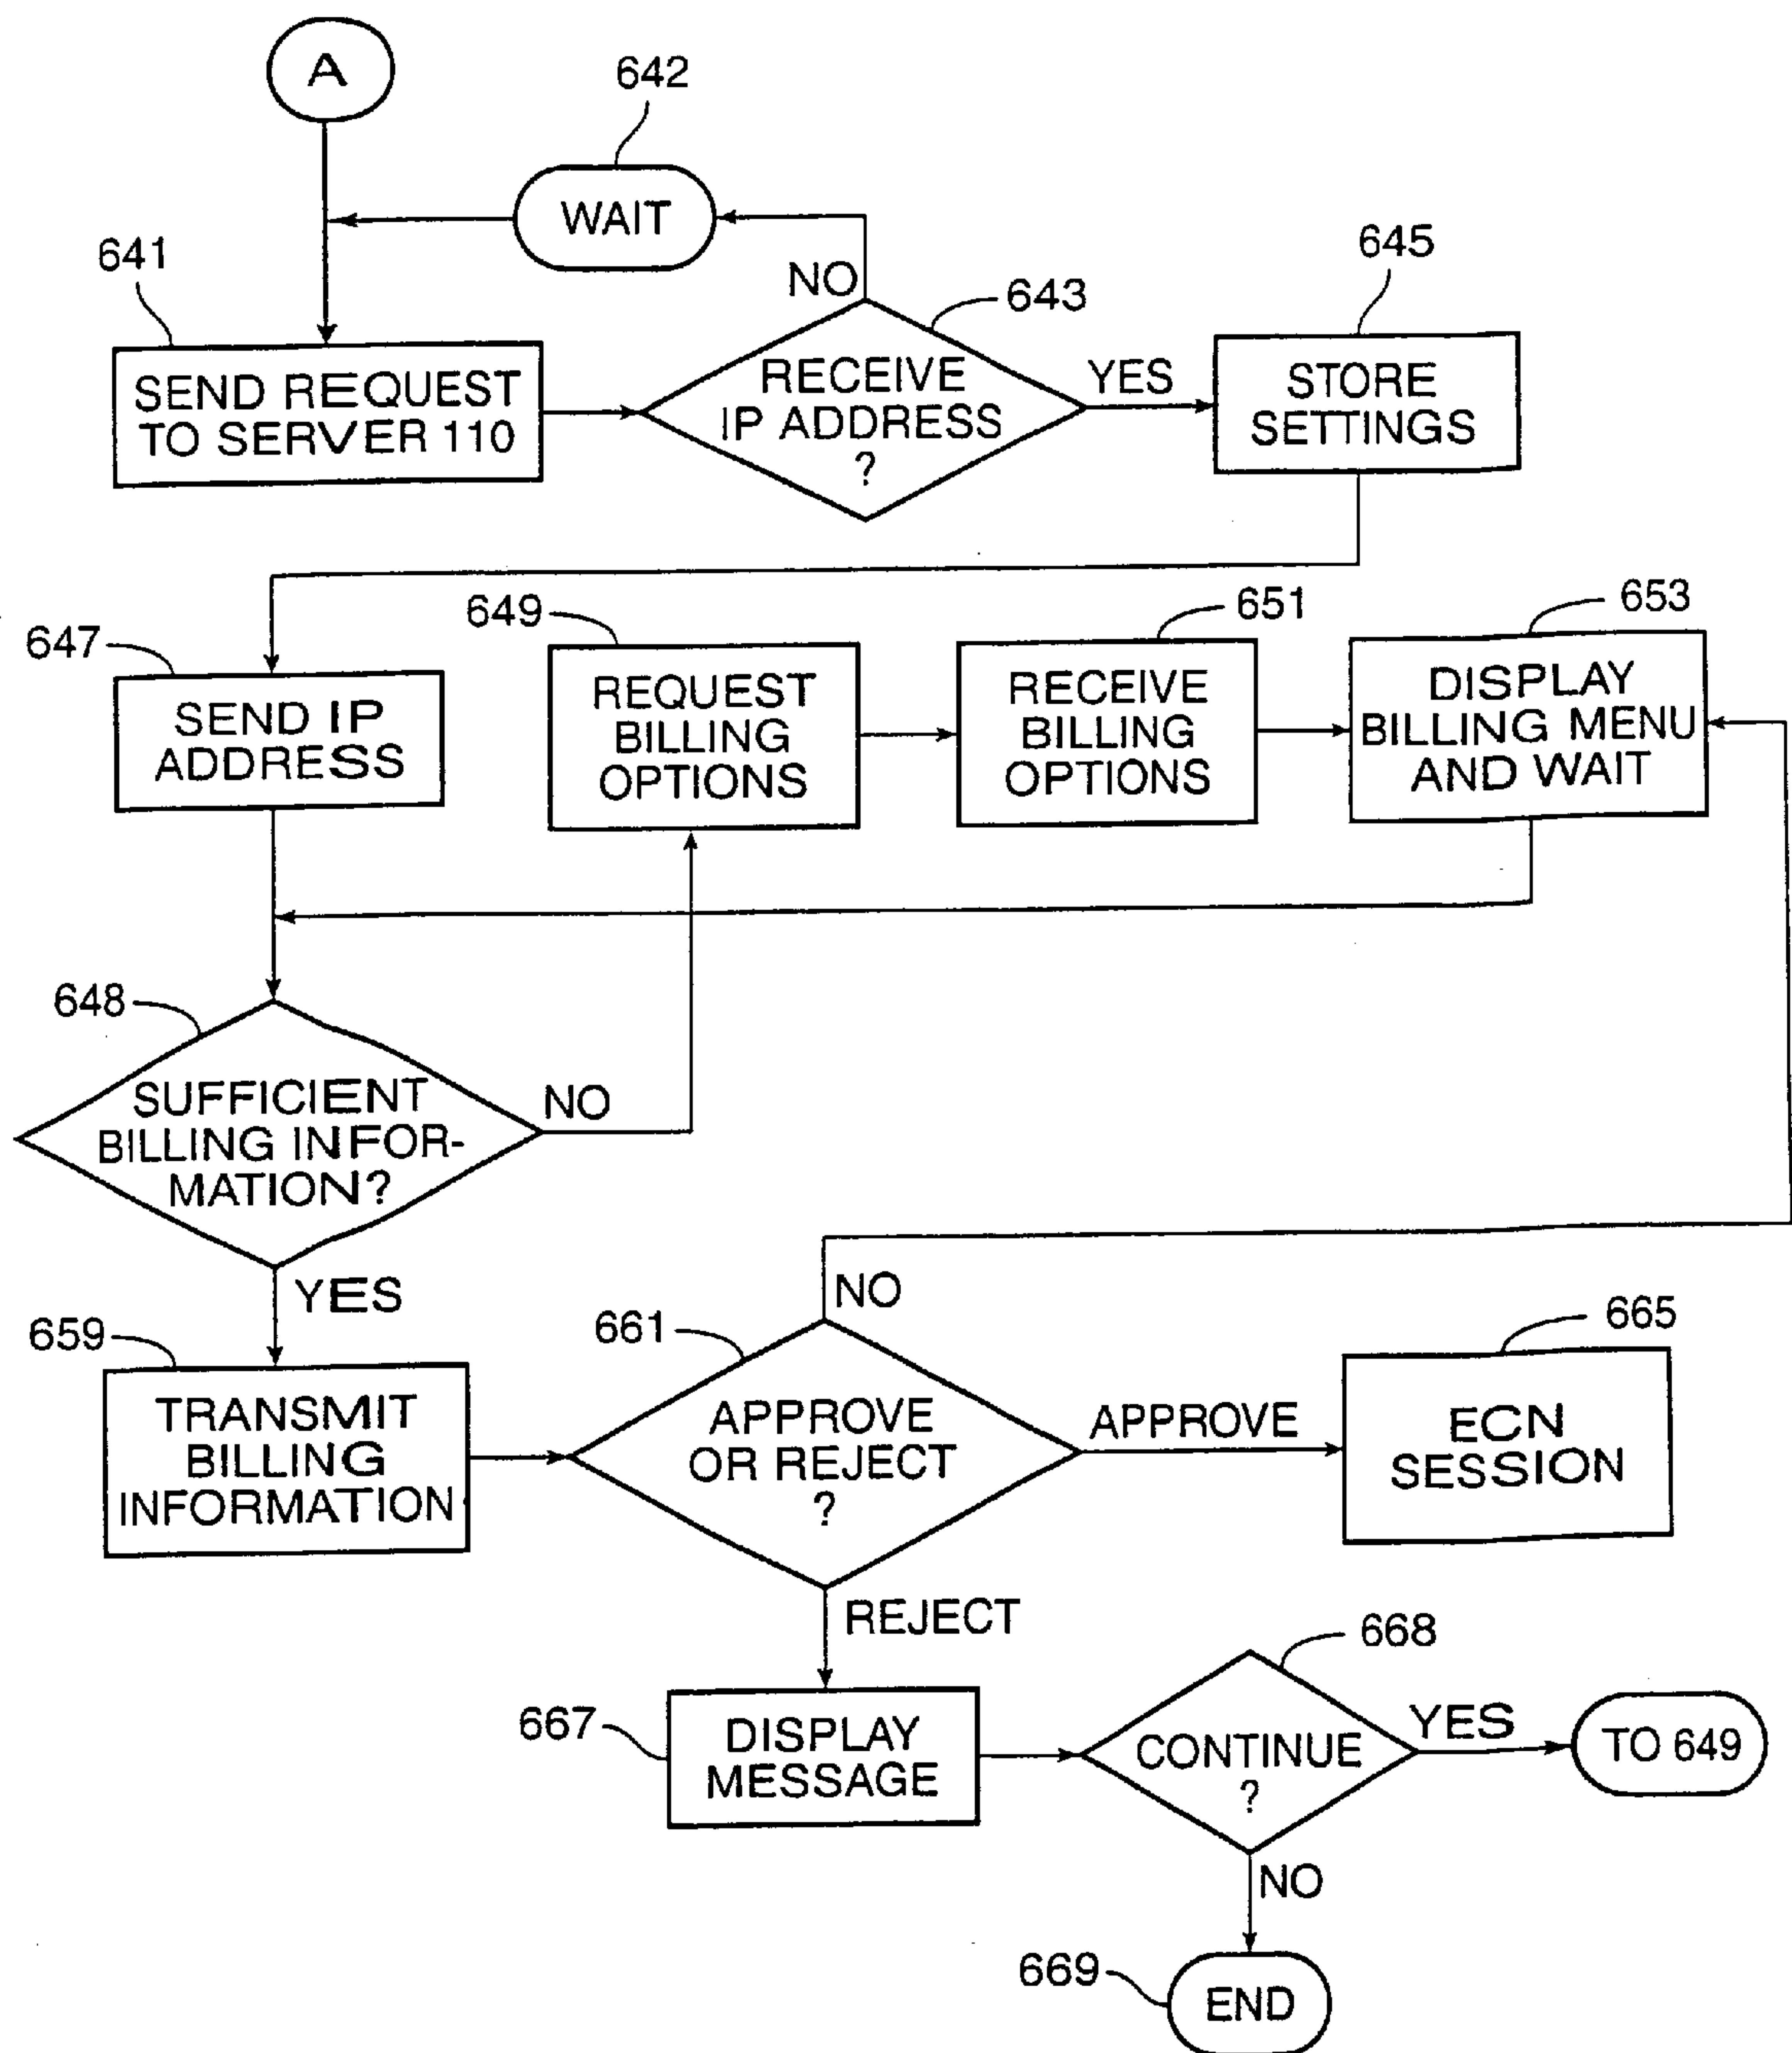 A
642
WAIT
641
645
NO
643
SEND REQUEST
TO SERVER 110
RECEIVE
IP ADDRESS
?
YES
STORE
SETTINGS
647
649
651
653
SEND IP
ADDRESS
REQUEST
BILLING
OPTIONS
RECEIVE
BILLING
OPTIONS
DISPLAY
BILLING MENU
AND WAIT
648
SUFFICIENT
BILLING INFOR-
MATION?
NO
YES
659
TRANSMIT
BILLING
INFORMATION
661
NO
APPROVE
OR REJECT
?
APPROVE
665
ECN
SESSION
REJECT
667
DISPLAY
MESSAGE
668
CONTINUE
?
YES
TO 649
NO
669
END